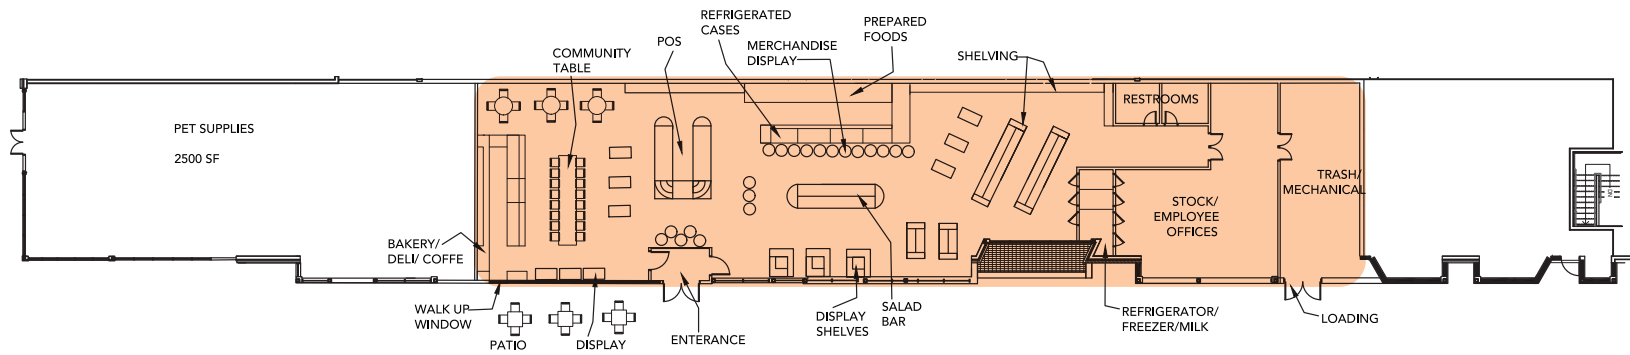 REFRIGERATED
CASES
PREPARED
FOODS
POS
MERCHANDISE
DISPLAY
COMMUNITY
TABLE
SHELVING
RESTROOMS
PET SUPPLIES
2500 SF
TRASH/
MECHANICAL
STOCK/
EMPLOYEE
OFFICES
BAKERY/
DELI/ COFFE
WALK UP
WINDOW
PATIO
DISPLAY
ENTERANCE
DISPLAY
SHELVES
SALAD
BAR
REFRIGERATOR/
FREEZER/MILK
LOADING